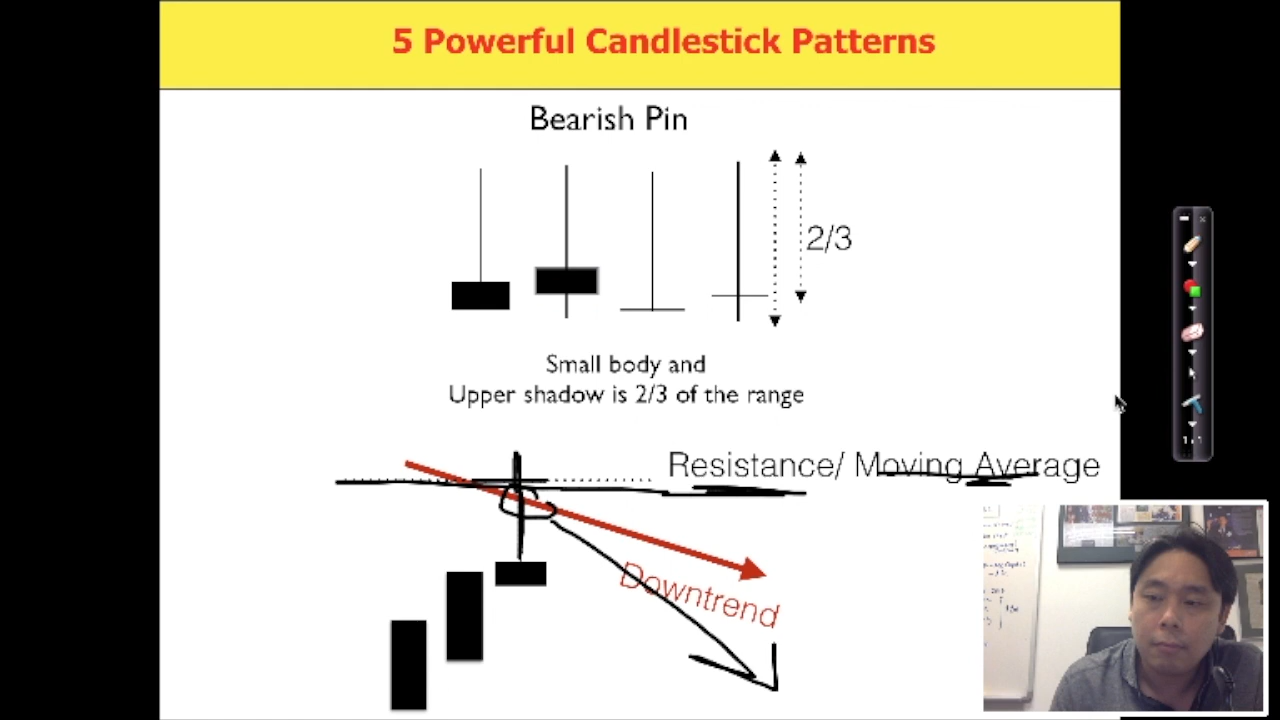 5 Powerful Candlestick Patterns
Bearish Pin
2/3
Small body and
Upper shadow is 2/3 of the range
Resistance/ Moving Average
Downtrend